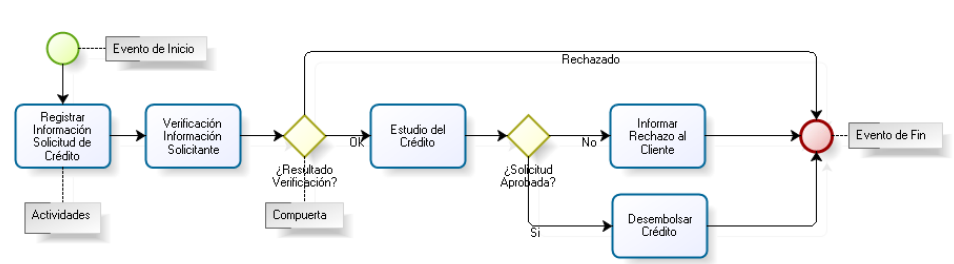 Evento de Inicio
Rechazado
Registrar
Información
Solicitud de
Crédito
Verificación
Información
Solicitante
OK
Estudio del
Crédito
No
Informar
Rechazo al
Cliente
Evento de Fin
¿Resultado
Verificación?
¿Solicitud
Aprobada?
Actividades
Compuerta
Si
Desembolsar
Crédito